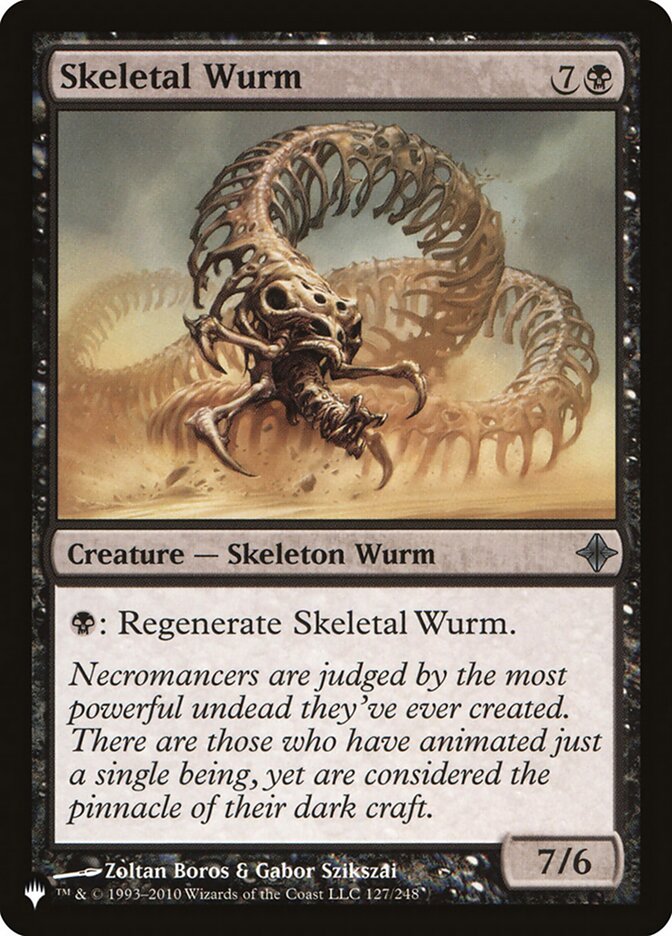 Skeletal Wurm 7
Creature — Skeleton Wurm
: Regenerate Skeletal Wurm.
Necromancers are judged by the most
powerful undead they've ever created.
There are those who have animated just
a single being, yet are considered the
pinnacle of their dark craft.
7/6
Zoltan Boros & Gabor Szikszai
™ & © 1993–2010 Wizards of the Coast LLC 127/248